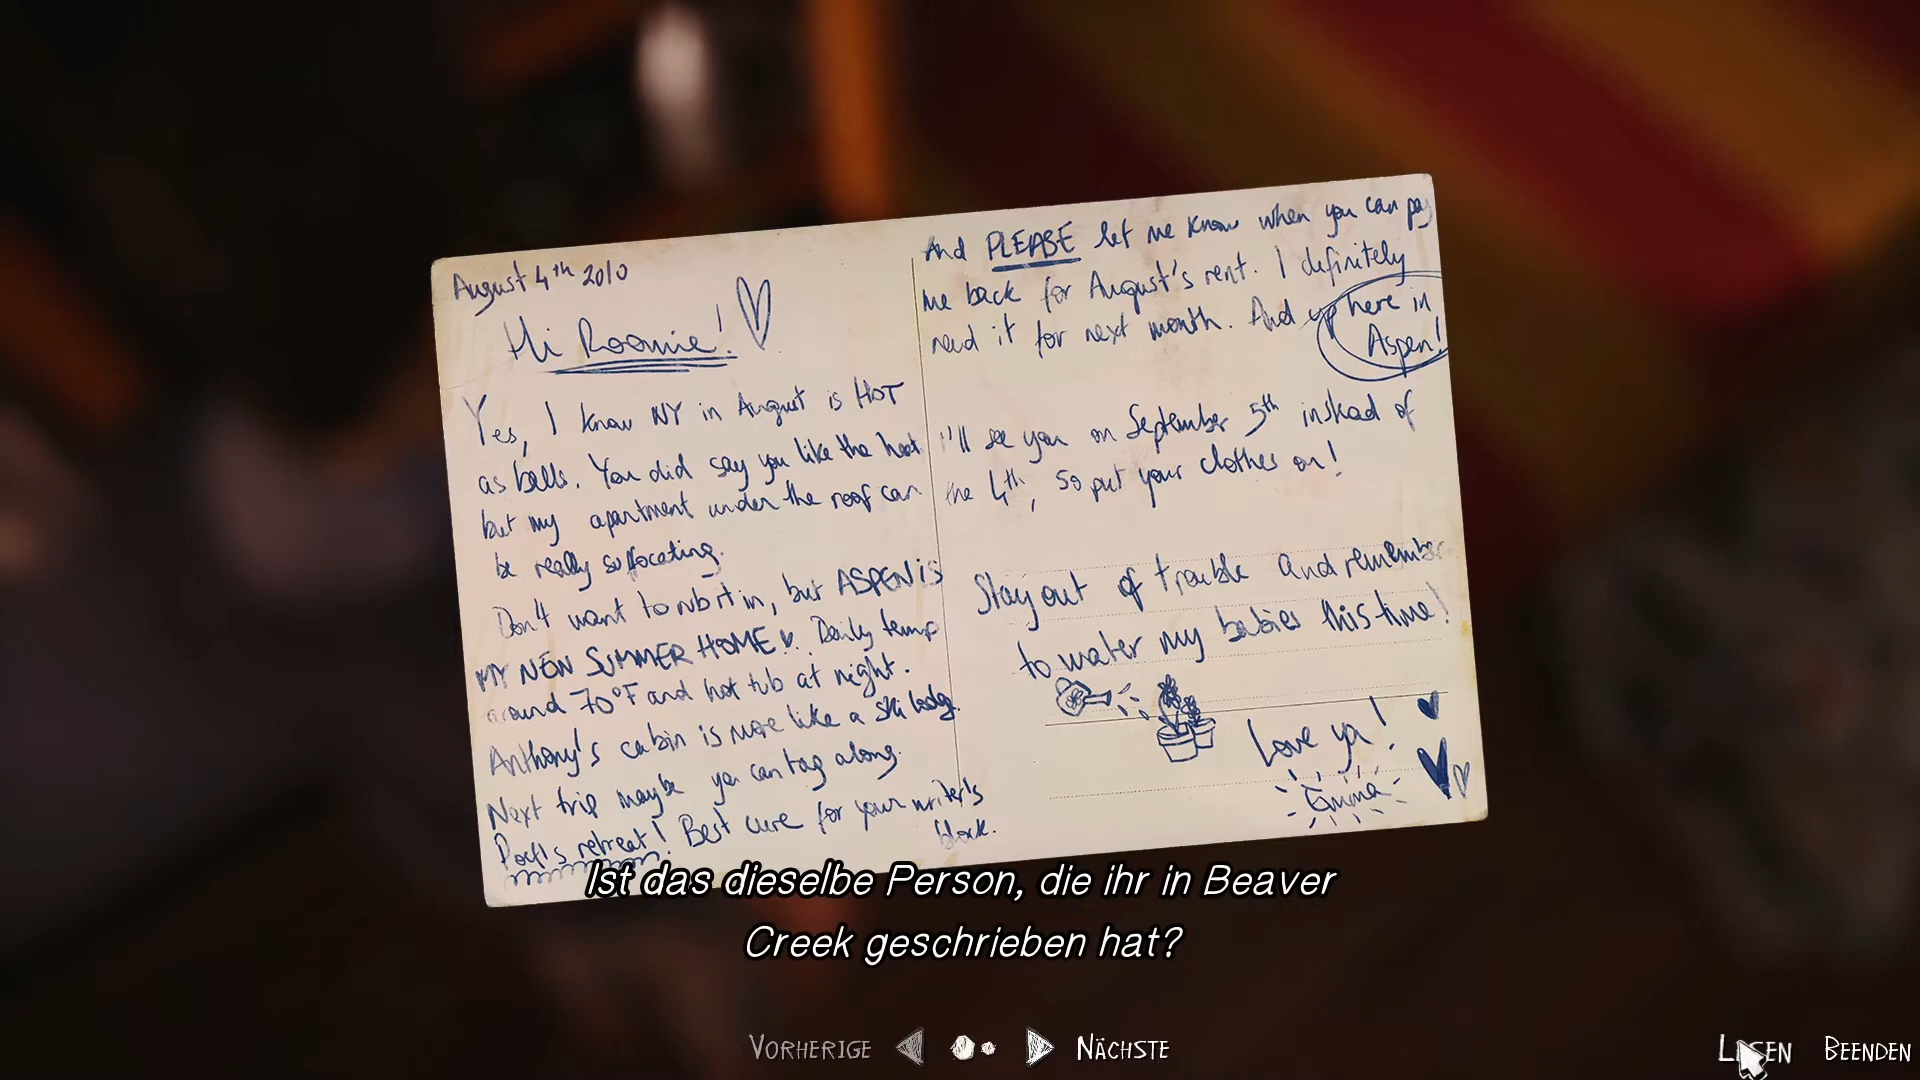 August 4th 2010
Hi Roomie!
Yes, I know NY in August is HOT
as balls. You did say you like the heat
but my apartment under the roof can
be really suffocating.
Don't want to rub it in, but ASPEN is
MY NEW SUMMER HOME. Daily temp
around 70°F and hot tub at night.
Anthony's cabin is more like a ski lodge.
Next trip maybe you can tag along.
Poet's retreat! Best cure for your writer's
block.
And PLEASE let me know when you can pay
me back for August's rent. I definitely
need it for next month. And up here in
Aspen!
I'll see you on September 5th instead of
the 4th, so put your clothes on!
Stay out of trouble and remember
to water my babies this time!
Love ya!
Emma
Ist das dieselbe Person, die ihr in Beaver
Creek geschrieben hat?
VORHERIGE NÄCHSTE
BEENDEN